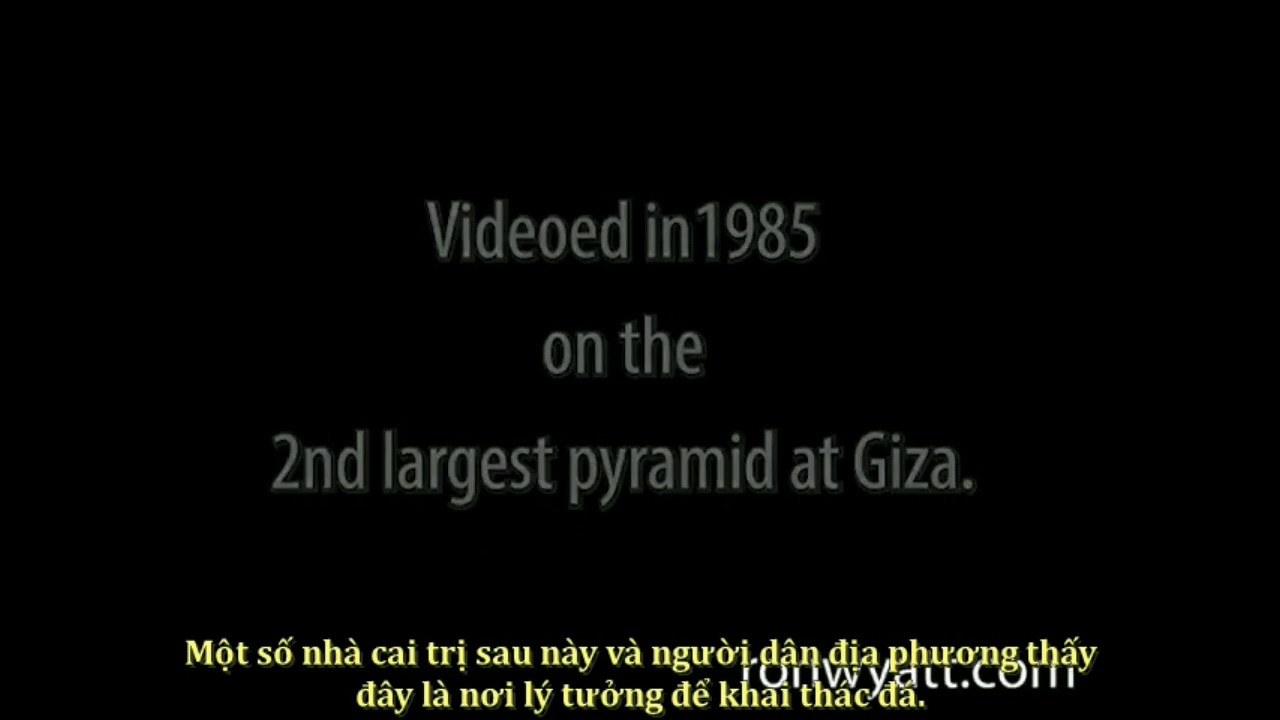 Videoed in1985
on the
2nd largest pyramid at Giza.
Một số nhà cai trị sau này và người dân địa phương thấy
đây là nơi lý tưởng để khai thác đá.
ronwyatt.com